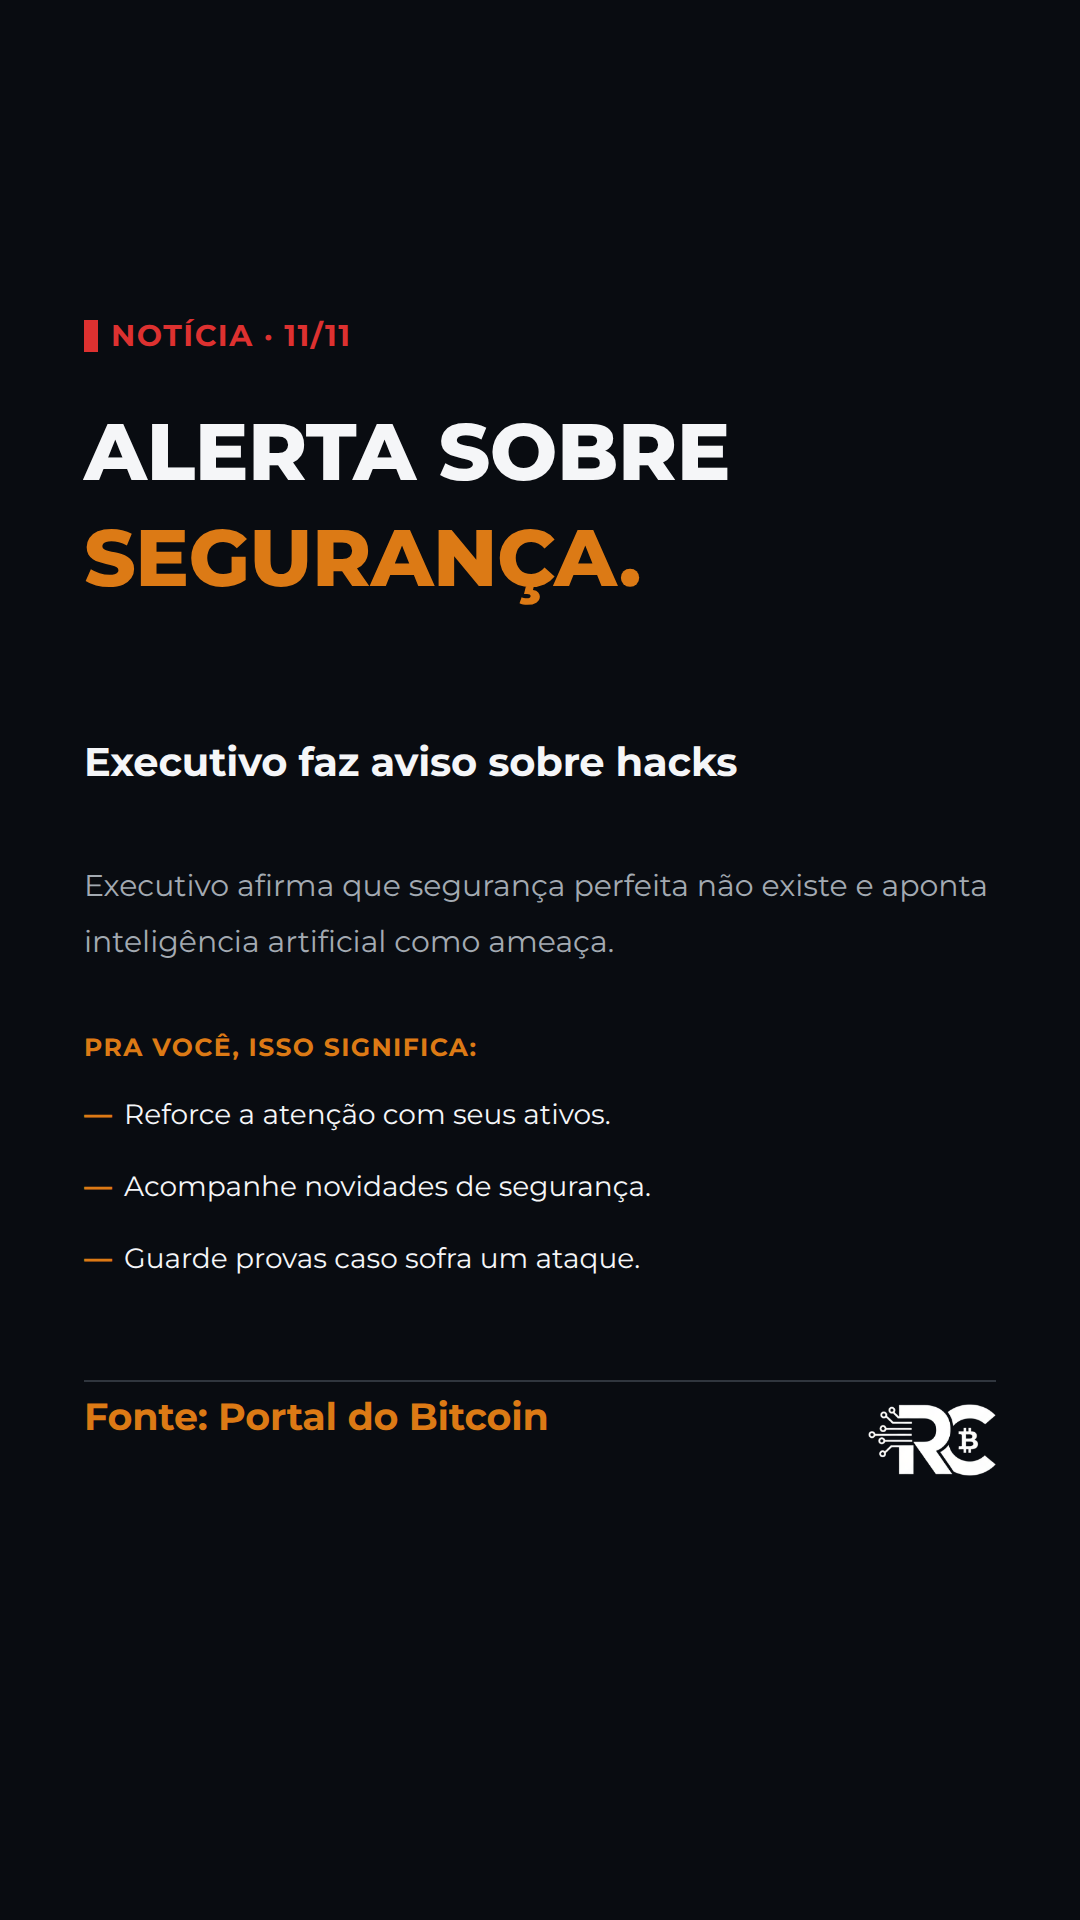 NOTÍCIA · 11/11
ALERTA SOBRE
SEGURANÇA.
Executivo faz aviso sobre hacks
Executivo afirma que segurança perfeita não existe e aponta
inteligência artificial como ameaça.
PRA VOCÊ, ISSO SIGNIFICA:
— Reforce a atenção com seus ativos.
— Acompanhe novidades de segurança.
— Guarde provas caso sofra um ataque.
Fonte: Portal do Bitcoin
RC